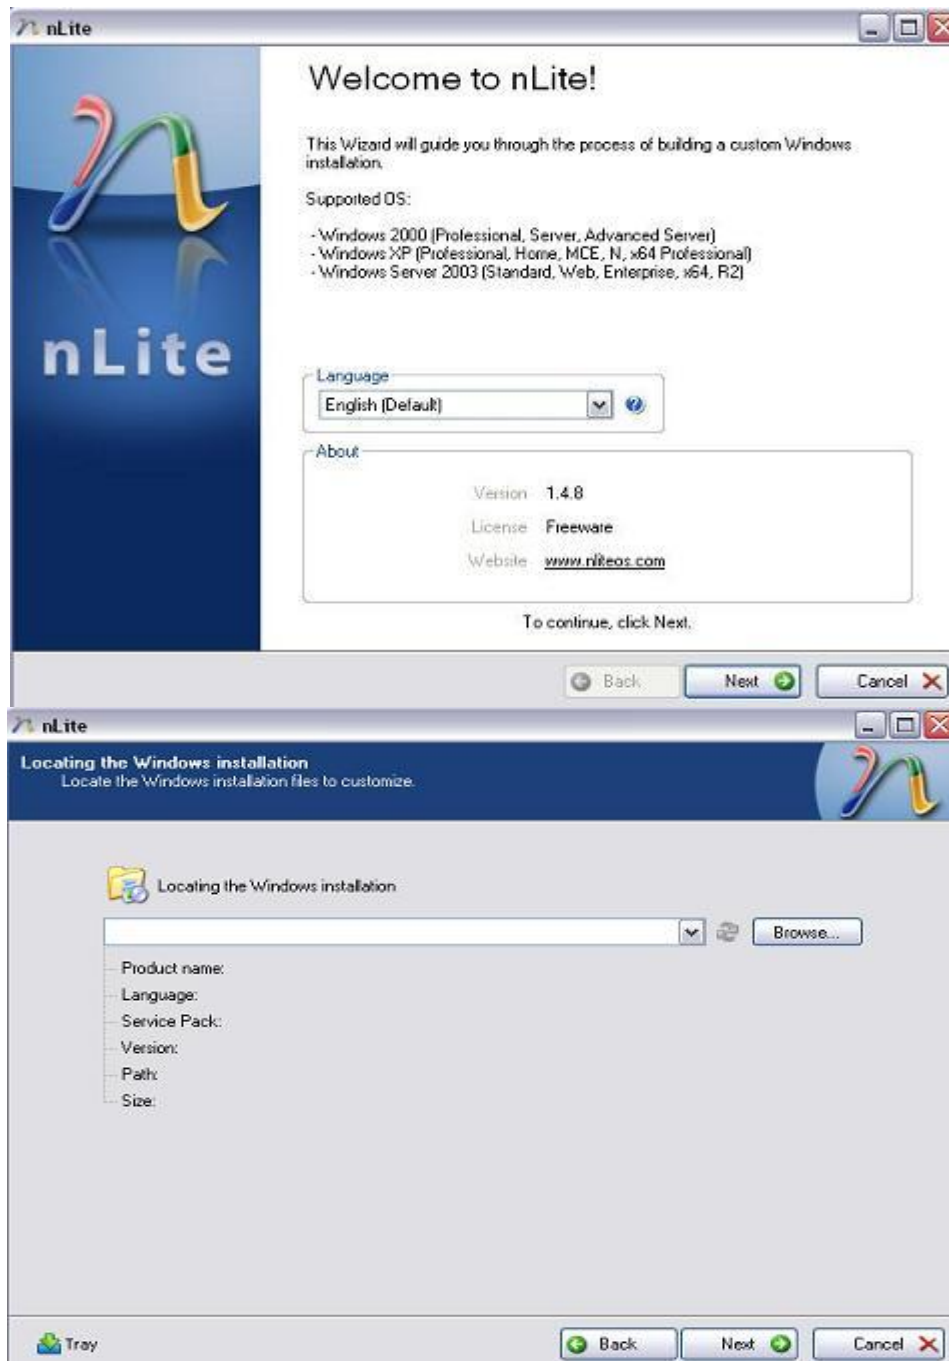 nLite
Welcome to nLite!
This Wizard will guide you through the process of building a custom Windows
installation.
Supported OS:
- Windows 2000 (Professional, Server, Advanced Server)
- Windows XP (Professional, Home, MCE, N, x64 Professional)
- Windows Server 2003 (Standard, Web, Enterprise, x64, R2)
nLite
Language
English (Default)
About
Version 1.4.8
License Freeware
Website www.nliteos.com
To continue, click Next.
Back Next Cancel
nLite
Locating the Windows installation
Locate the Windows installation files to customize.
Locating the Windows installation
Browse...
Product name:
Language:
Service Pack:
Version:
Path:
Size:
Tray Back Next Cancel